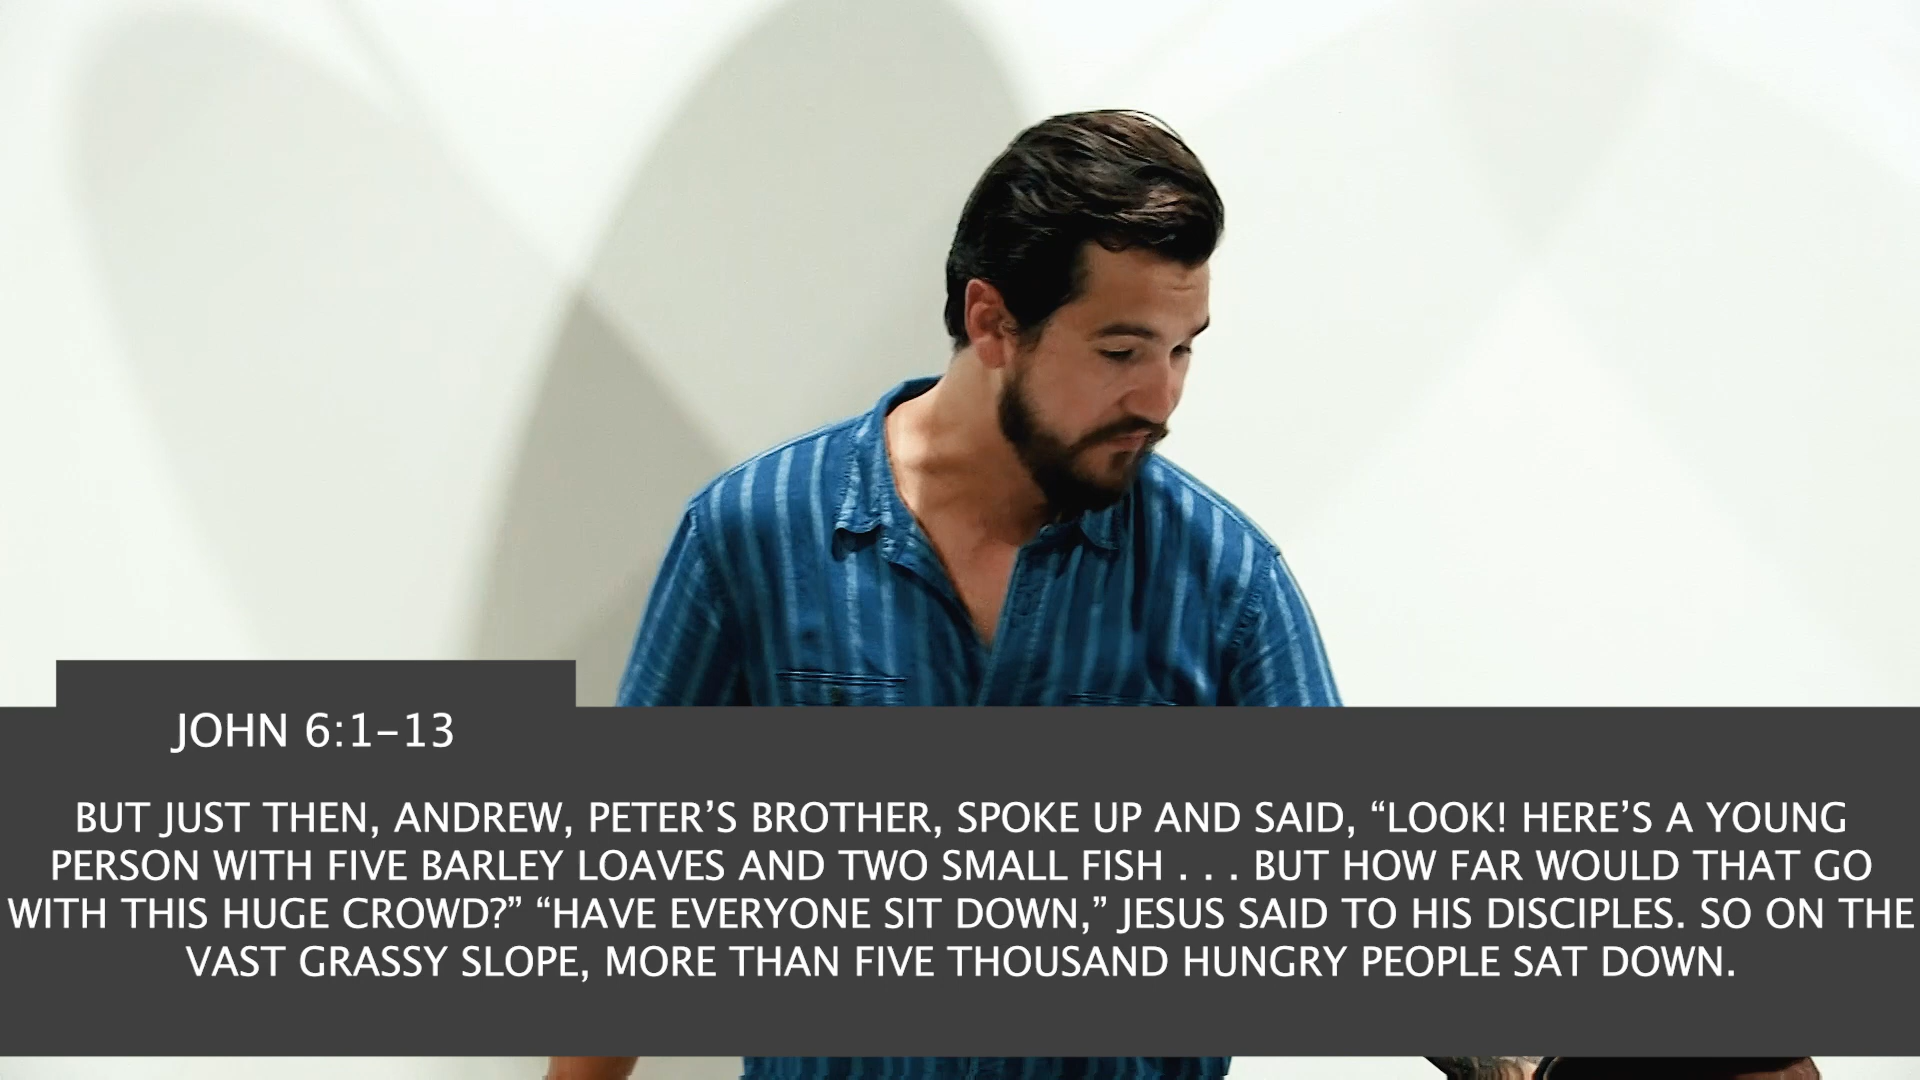 JOHN 6:1–13
BUT JUST THEN, ANDREW, PETER’S BROTHER, SPOKE UP AND SAID, “LOOK! HERE’S A YOUNG
PERSON WITH FIVE BARLEY LOAVES AND TWO SMALL FISH . . . BUT HOW FAR WOULD THAT GO
WITH THIS HUGE CROWD?” “HAVE EVERYONE SIT DOWN,” JESUS SAID TO HIS DISCIPLES. SO ON THE
VAST GRASSY SLOPE, MORE THAN FIVE THOUSAND HUNGRY PEOPLE SAT DOWN.